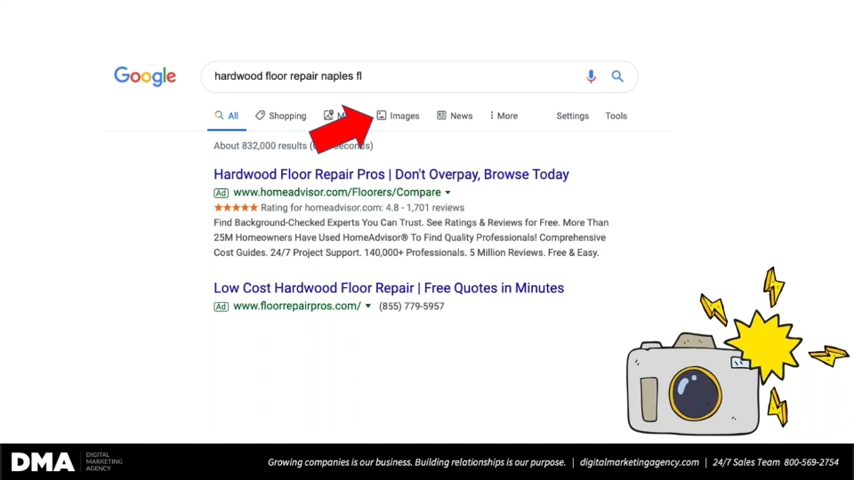 Google
hardwood floor repair naples fl
All Shopping Images News More Settings Tools
About 832,000 results seconds)
Hardwood Floor Repair Pros | Don't Overpay, Browse Today
Ad www.homeadvisor.com/Floorers/Compare
Rating for homeadvisor.com: 4.8 - 1,701 reviews
Find Background-Checked Experts You Can Trust. See Ratings & Reviews for Free. More Than
25M Homeowners Have Used HomeAdvisor® To Find Quality Professionals! Comprehensive
Cost Guides. 24/7 Project Support. 140,000+ Professionals. 5 Million Reviews. Free & Easy.
Low Cost Hardwood Floor Repair | Free Quotes in Minutes
Ad www.floorrepairpros.com/ (855) 779-5957
DMA DIGITAL
MARKETING
AGENCY
Growing companies is our business. Building relationships is our purpose. | digitalmarketingagency.com | 24/7 Sales Team 800-569-2754